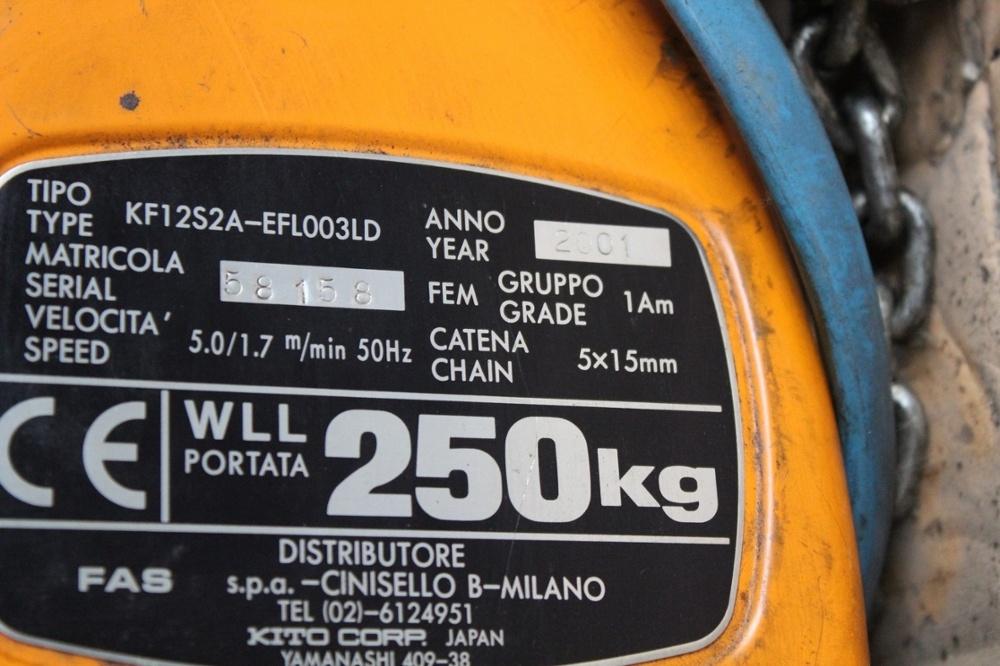 TIPO
TYPE KF12S2A-EFL003LD
ANNO
YEAR 2001
MATRICOLA
SERIAL 58158
FEM GRUPPO
GRADE 1Am
VELOCITA'
SPEED 5.0/1.7 m/min 50Hz
CATENA
CHAIN 5×15mm
CE
WLL
PORTATA 250kg
DISTRIBUTORE
FAS s.p.a.-CINISELLO B-MILANO
TEL (02)-6124951
KITO CORP. JAPAN
YAMANASHI 409-38